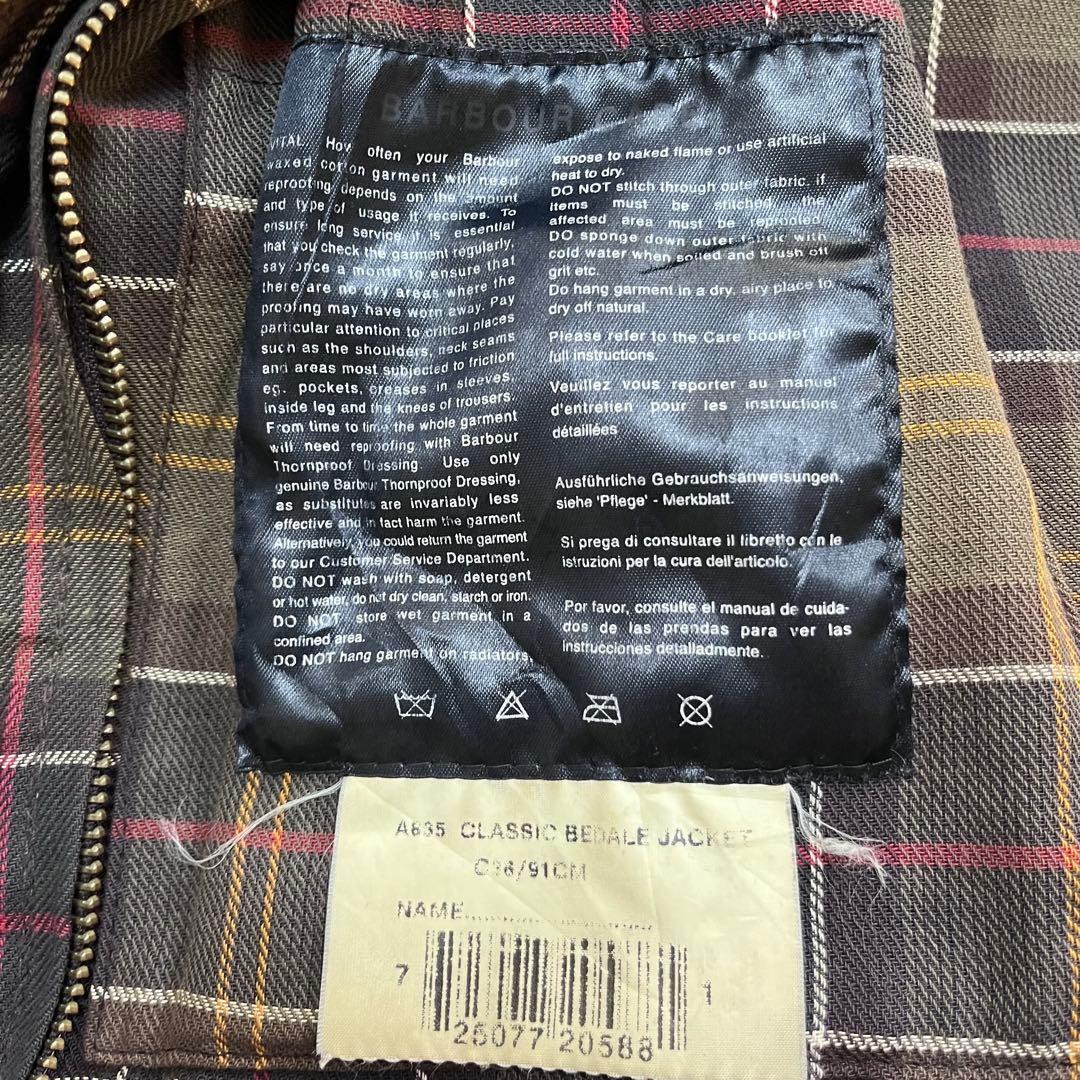 BARBOUR CARE
VITAL. How often your Barbour
waxed cotton garment will need
reproofing depends on the amount
and type of usage it receives. To
ensure long service it is essential
that you check the garment regularly,
say once a month to ensure that
there are no dry areas where the
proofing may have worn away. Pay
particular attention to critical places
such as the shoulders, neck seams
and areas most subjected to friction
eg. pockets, creases in sleeves,
inside leg and the knees of trousers.
From time to time the whole garment
will need reproofing with Barbour
Thornproof Dressing. Use only
genuine Barbour Thornproof Dressing,
as substitutes are invariably less
effective and in fact harm the garment.
Alternatively, you could return the garment
to our Customer Service Department.
DO NOT wash with soap, detergent
or hot water, do not dry clean, starch or iron.
DO NOT store wet garment in a
confined area.
DO NOT hang garment on radiators,
expose to naked flame or use artificial
heat to dry.
DO NOT stitch through outer fabric. if
items must be stitched the
affected area must be reproofed.
DO sponge down outer fabric with
cold water when soiled and brush off
grit etc.
Do hang garment in a dry, airy place to
dry off natural.
Please refer to the Care booklet for
full instructions.
Veuillez vous reporter au manuel
d'entretien pour les instructions
détaillées
Ausführliche Gebrauchsanweisungen,
siehe 'Pflege' - Merkblatt.
Si prega di consultare il libretto con le
istruzioni per la cura dell'articolo.
Por favor, consulte el manual de cuida-
dos de las prendas para ver las
instrucciones detalladmente.
A635 CLASSIC BEDALE JACKET
C36/91CM
NAME....................
7 25077 20588 1